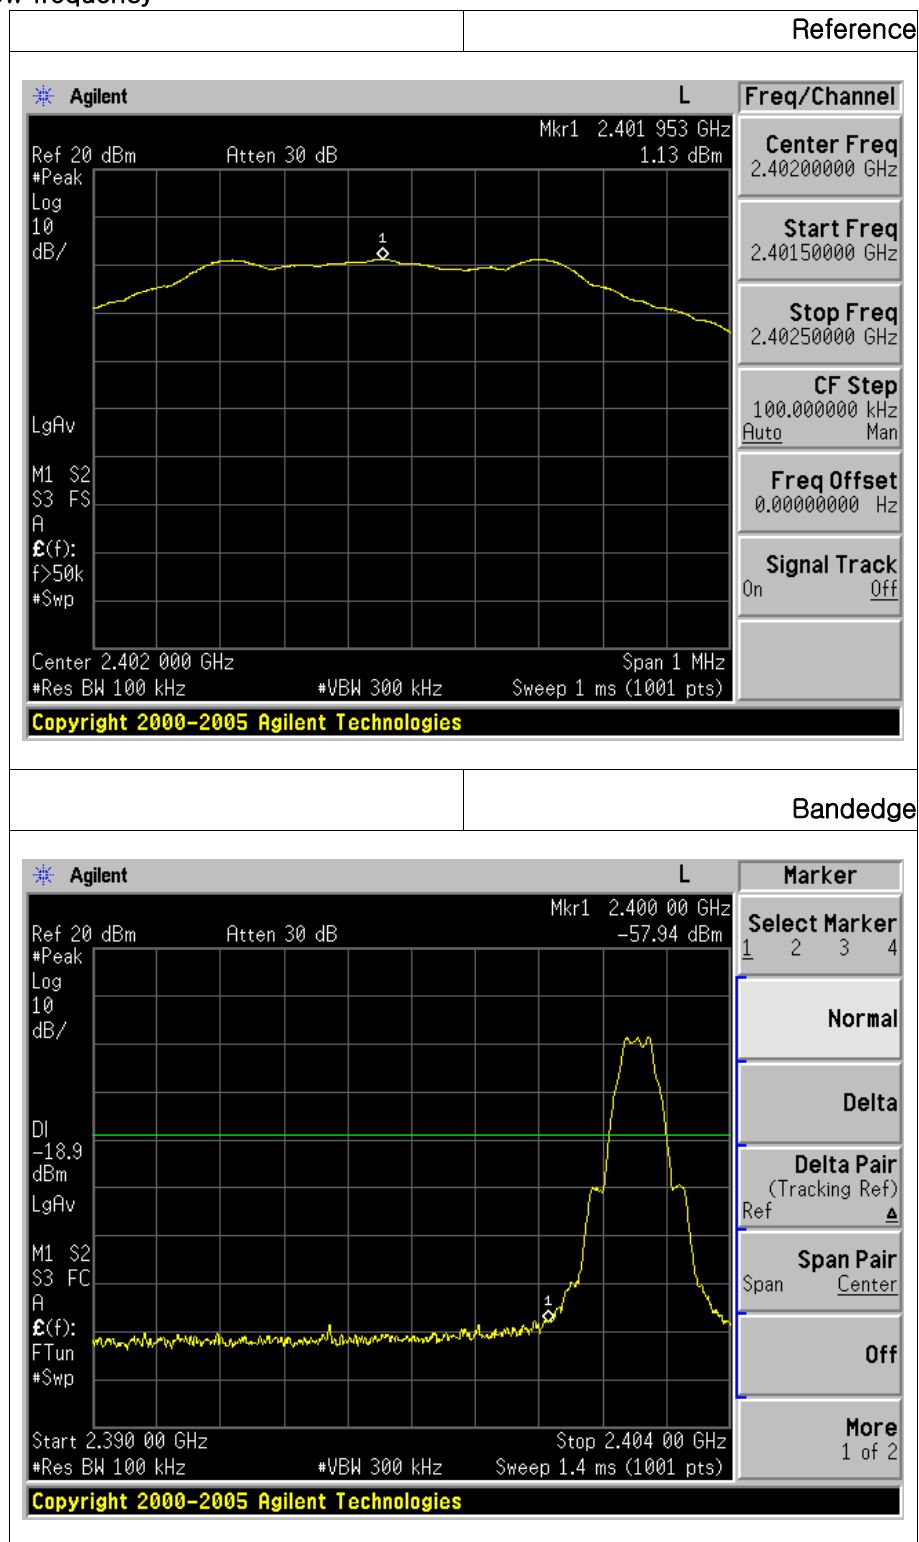 frequency
Reference
Agilent L
Freq/Channel
Mkr1 2.401 953 GHz
Ref 20 dBm Atten 30 dB 1.13 dBm
#Peak
Log
10
dB/
1
LgAv
M1 S2
S3 FS
A
£(f):
f>50k
#Swp
Center 2.402 000 GHz Span 1 MHz
#Res BW 100 kHz #VBW 300 kHz Sweep 1 ms (1001 pts)
Copyright 2000-2005 Agilent Technologies
Center Freq
2.40200000 GHz
Start Freq
2.40150000 GHz
Stop Freq
2.40250000 GHz
CF Step
100.000000 kHz
Auto Man
Freq Offset
0.00000000 Hz
Signal Track
On Off
Bandedge
Agilent L
Marker
Mkr1 2.400 00 GHz
Ref 20 dBm Atten 30 dB -57.94 dBm
#Peak
Log
10
dB/
DI
-18.9
dBm
LgAv
M1 S2
S3 FC
A
£(f):
FTun
#Swp
1
Start 2.390 00 GHz Stop 2.404 00 GHz
#Res BW 100 kHz #VBW 300 kHz Sweep 1.4 ms (1001 pts)
Copyright 2000-2005 Agilent Technologies
Select Marker
1 2 3 4
Normal
Delta
Delta Pair
(Tracking Ref)
Ref Δ
Span Pair
Span Center
Off
More
1 of 2